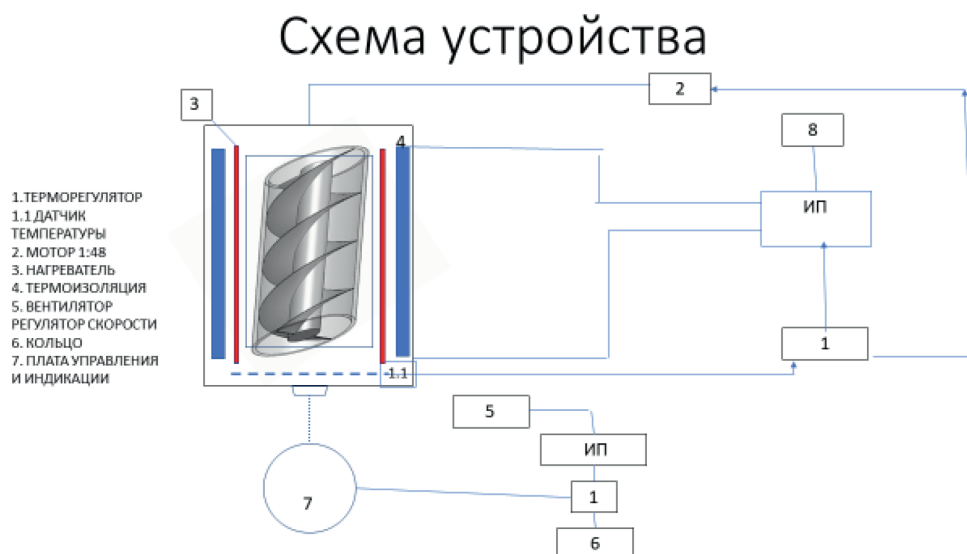 Схема устройства
3
2
4
8
ИП
1.ТЕРМОРЕГУЛЯТОР
1.1 ДАТЧИК
ТЕМПЕРАТУРЫ
2. МОТОР 1:48
3. НАГРЕВАТЕЛЬ
4. ТЕРМОИЗОЛЯЦИЯ
5. ВЕНТИЛЯТОР
РЕГУЛЯТОР СКОРОСТИ
6. КОЛЬЦО
7. ПЛАТА УПРАВЛЕНИЯ
И ИНДИКАЦИИ
1
1.1
5
ИП
7
1
6